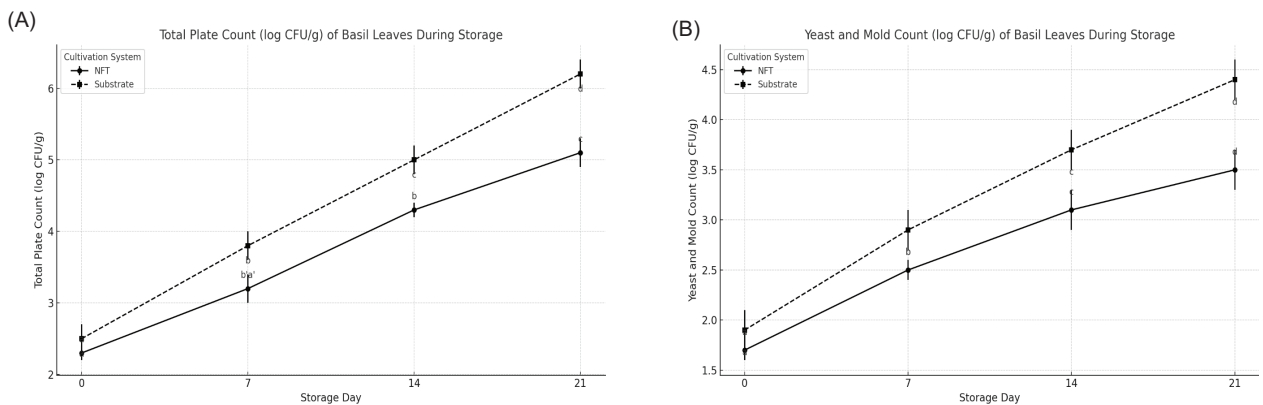 (A)
Total Plate Count (log CFU/g) of Basil Leaves During Storage
Cultivation System
NFT
Substrate
Total Plate Count (log CFU/g)
6
5
4
3
2
d
c
c
b
b
b'a'
0
7
14
21
Storage Day
(B)
Yeast and Mold Count (log CFU/g) of Basil Leaves During Storage
Cultivation System
NFT
Substrate
Yeast and Mold Count (log CFU/g)
4.5
4.0
3.5
3.0
2.5
2.0
1.5
d
d
c
c
b
0
7
14
21
Storage Day